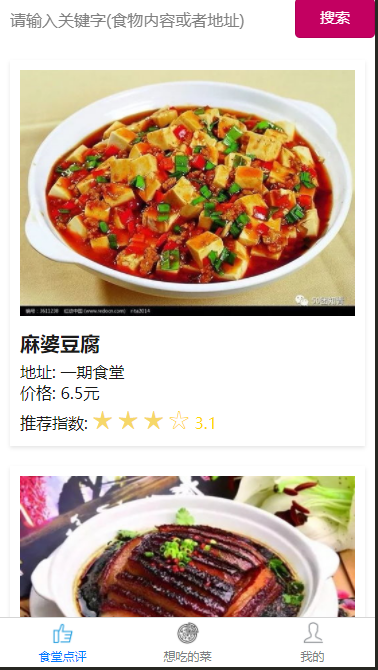 请输入关键字(食物内容或者地址)
搜索
麻婆豆腐
地址: 一期食堂
价格: 6.5元
推荐指数: ★ ★ ★ ☆ 3.1
食堂点评
想吃的菜
我的